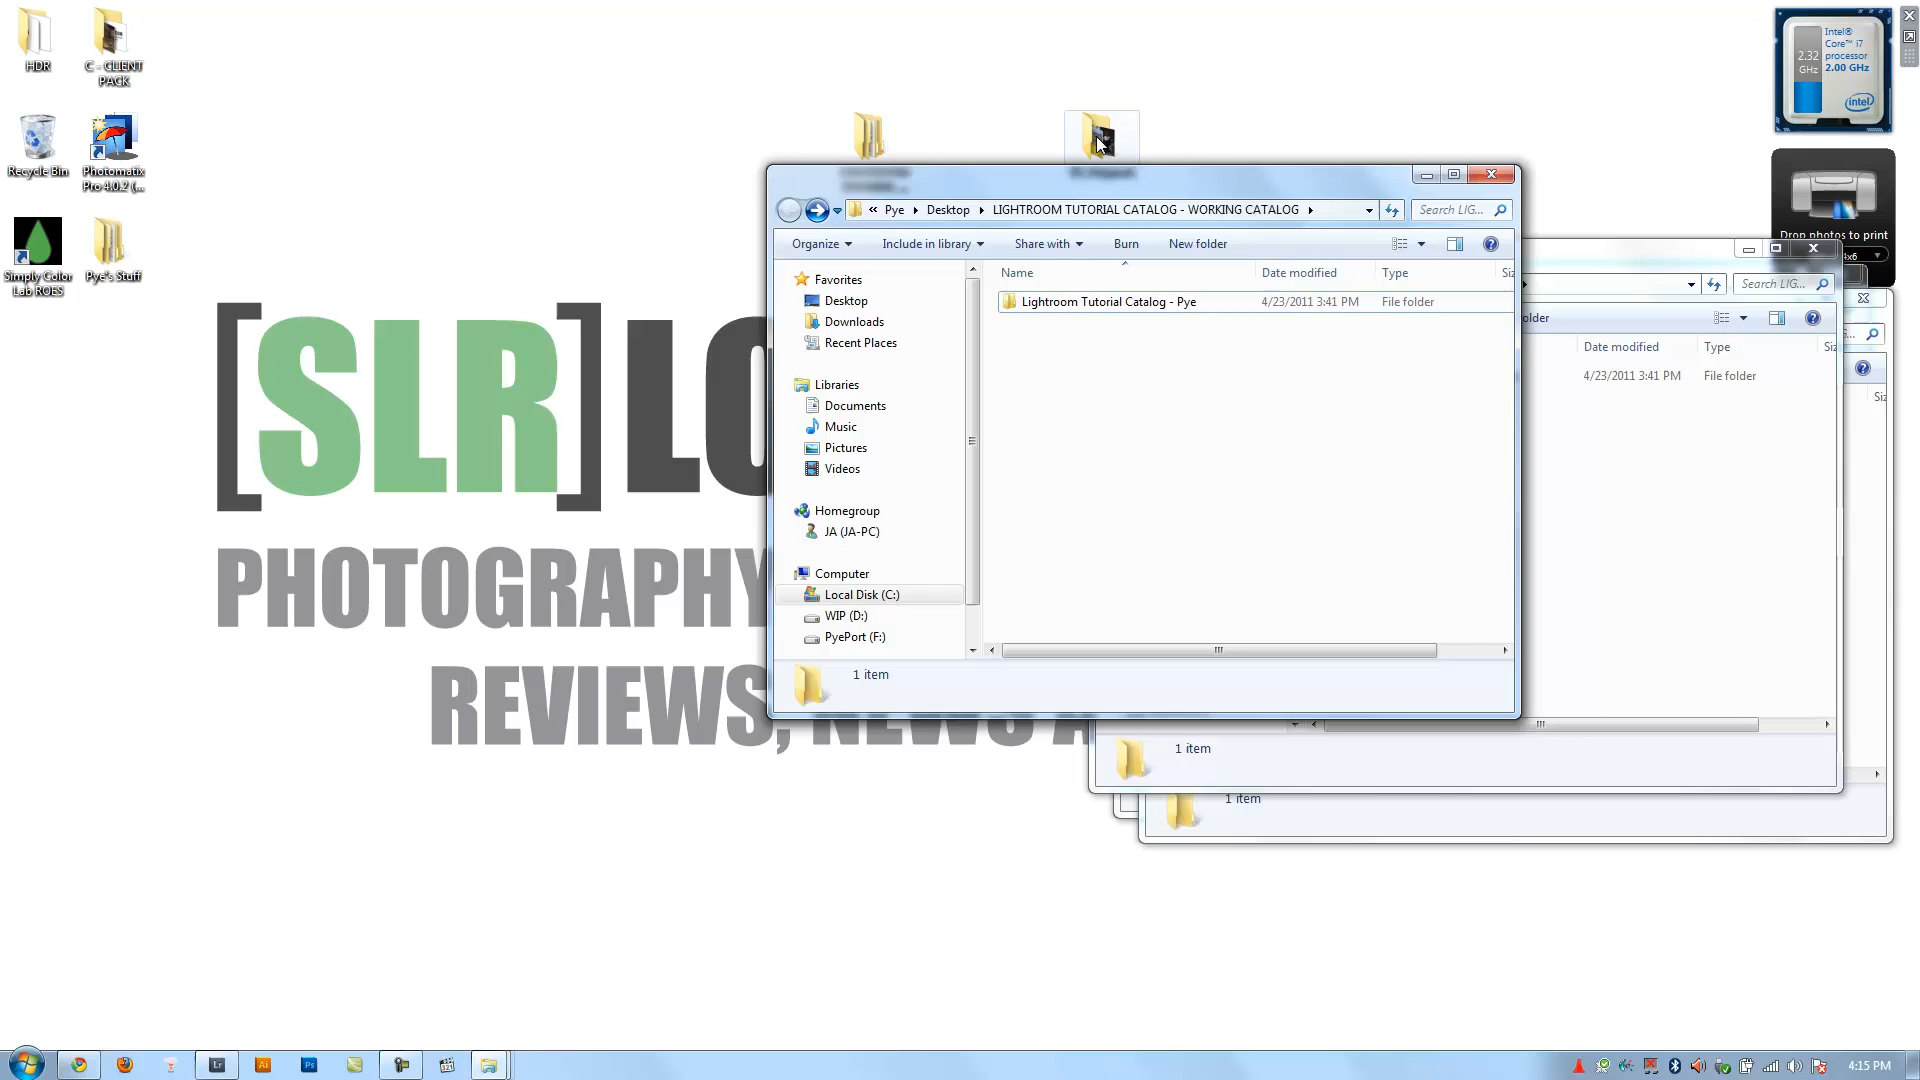 HDR
C - CLIENT
PACK
Recycle Bin
Photomatix
Pro 4.0.2 (...
Simply Color
Lab ROES
Pye's Stuff
[SLR]LO
PHOTOGRAPHY
REVIEWS, NEWS A
« Pye Desktop LIGHTROOM TUTORIAL CATALOG - WORKING CATALOG
Search LIG...
Organize Include in library Share with Burn New folder
Name Date modified Type Siz
Lightroom Tutorial Catalog - Pye 4/23/2011 3:41 PM File folder
Favorites
Desktop
Downloads
Recent Places
Libraries
Documents
Music
Pictures
Videos
Homegroup
JA (JA-PC)
Computer
Local Disk (C:)
WIP (D:)
PyePort (F:)
1 item
Intel®
Core™ i7
processor
2.00 GHz
2.32
GHz
intel
Drop photos to print
4x6
Search LIG...
older
Date modified Type Siz
4/23/2011 3:41 PM File folder
1 item
Siz
1 item
Lr Ai Ps
4:15 PM